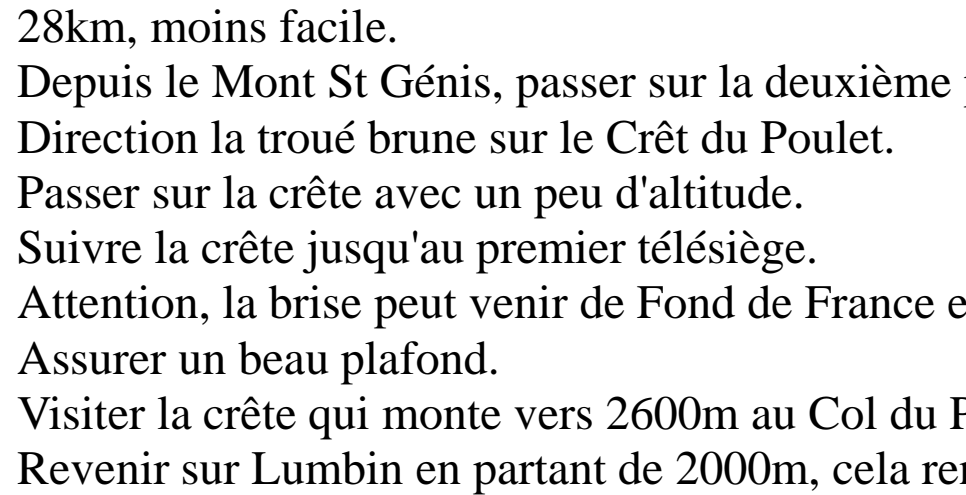 28km, moins facile.
Depuis le Mont St Génis, passer sur la deuxième
Direction la troué brune sur le Crêt du Poulet.
Passer sur la crête avec un peu d'altitude.
Suivre la crête jusqu'au premier télésiège.
Attention, la brise peut venir de Fond de France
Assurer un beau plafond.
Visiter la crête qui monte vers 2600m au Col du
Revenir sur Lumbin en partant de 2000m, cela